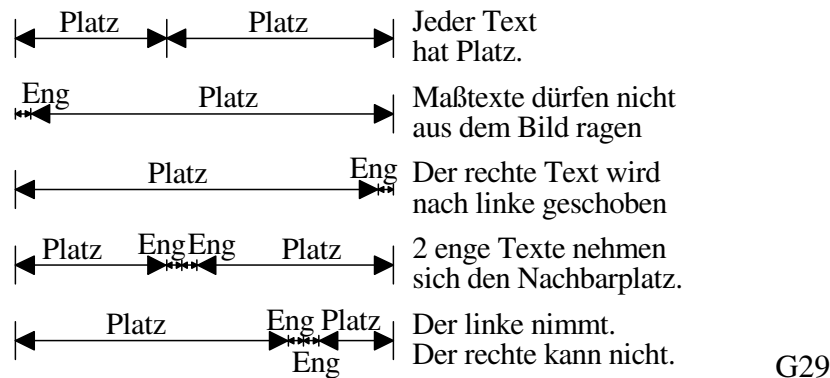 Platz Platz Jeder Text
hat Platz.
Eng Platz Maßtexte dürfen nicht
aus dem Bild ragen
Platz Eng Der rechte Text wird
nach linke geschoben
Platz Eng Eng Platz 2 enge Texte nehmen
sich den Nachbarplatz.
Platz Eng Platz Der linke nimmt.
Eng Der rechte kann nicht.
G29